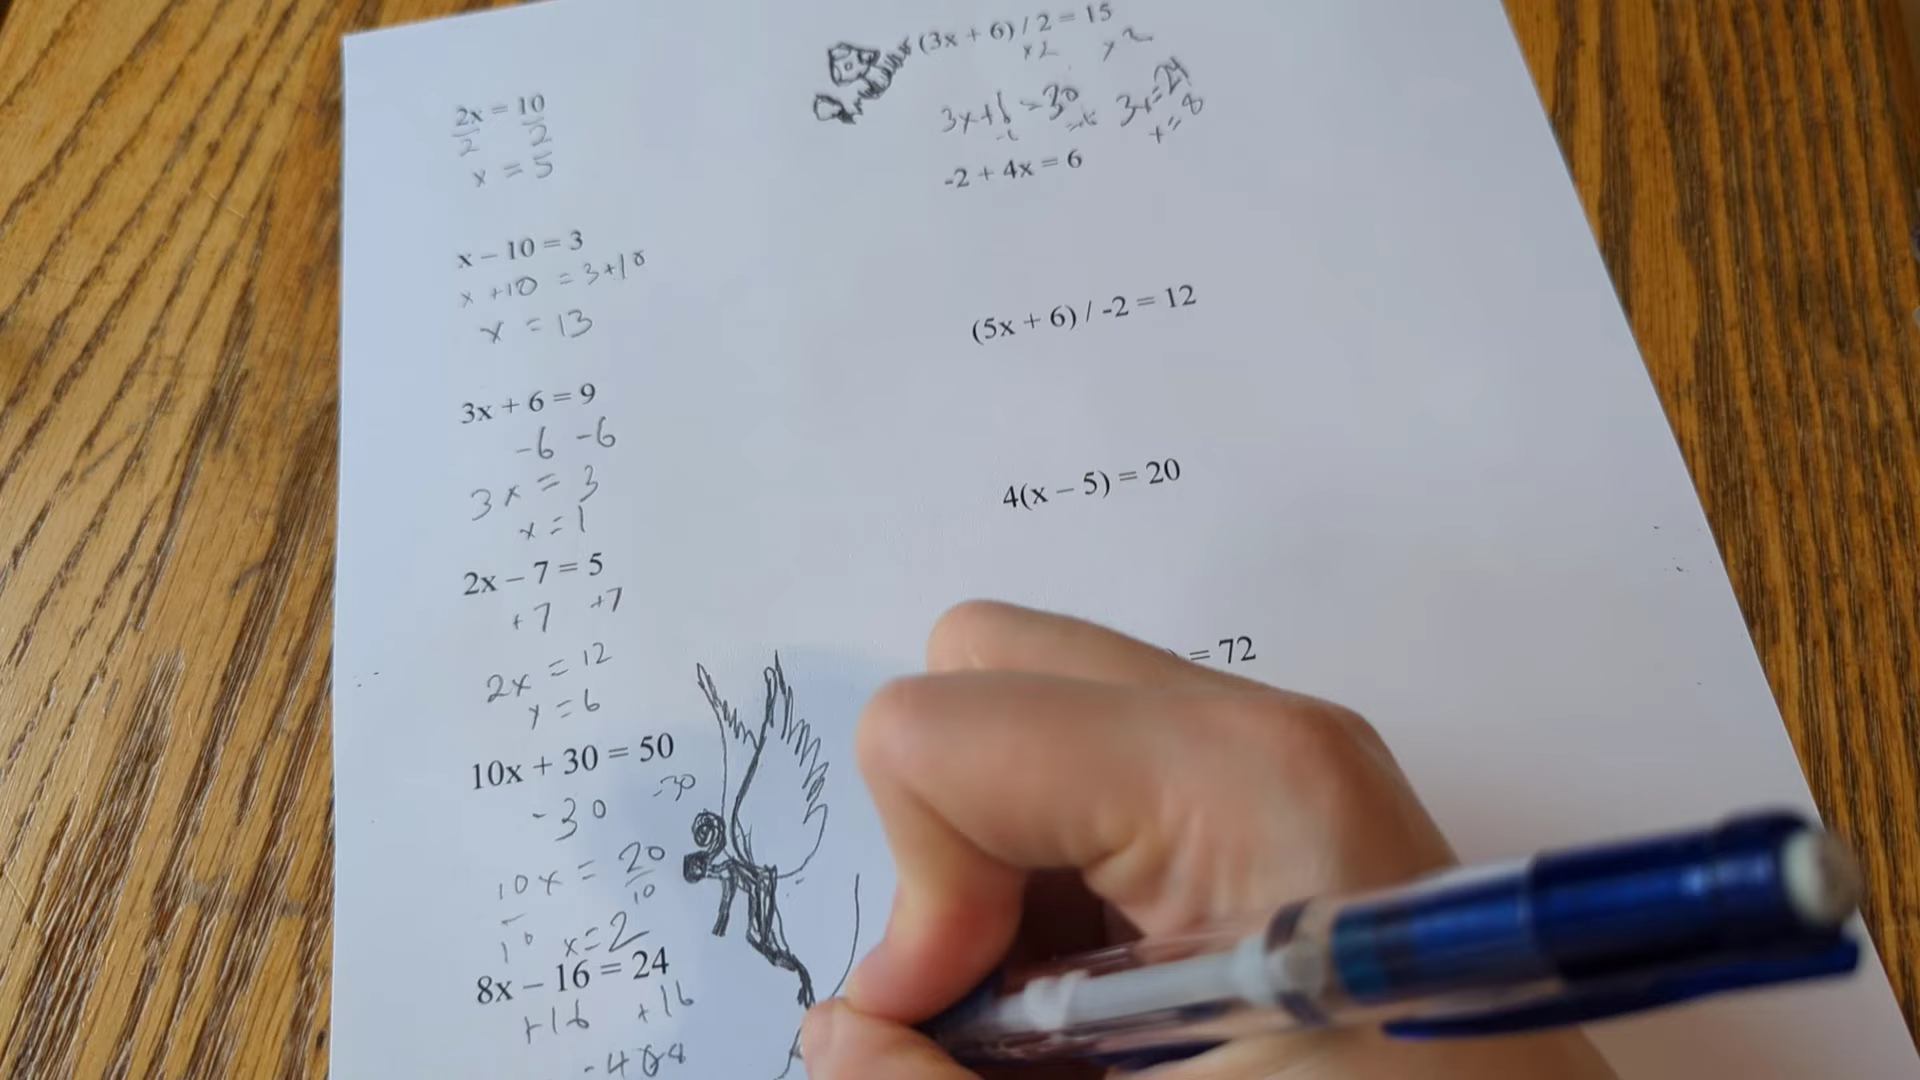 2x = 10
2 2
x = 5
x – 10 = 3
x +10 = 3+10
x = 13
3x + 6 = 9
-6 -6
3x = 3
x = 1
2x – 7 = 5
+7 +7
2x = 12
x = 6
10x + 30 = 50
-30 -30
10x = 20
10 10
x=2
8x – 16 = 24
+16 +16
(3x + 6) / 2 = 15
x2 x2
3x+6 = 30 3x=24
-6 -6 x=8
-2 + 4x = 6
(5x + 6) / -2 = 12
4(x – 5) = 20
) = 72